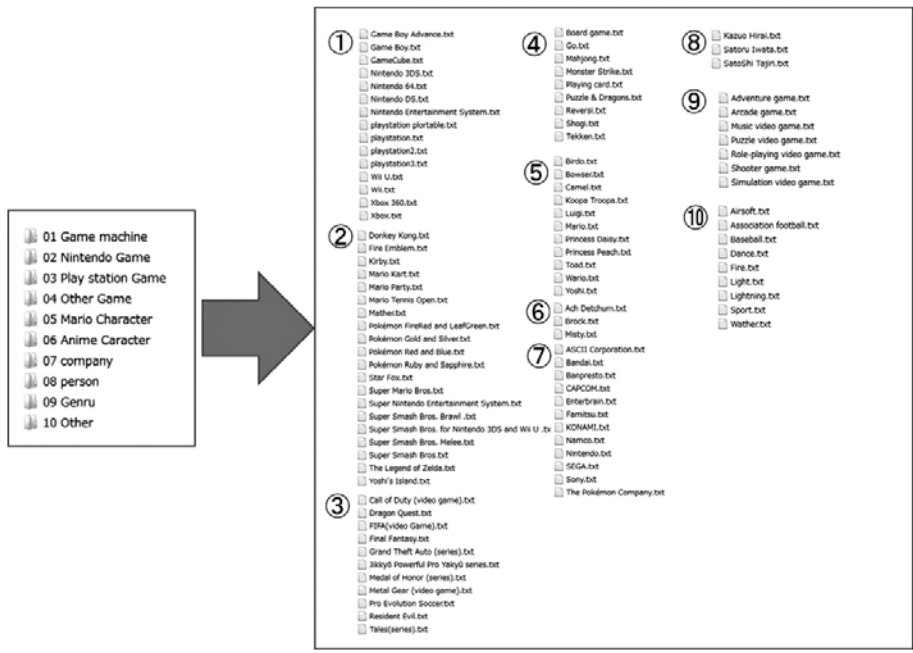 01 Game machine
02 Nintendo Game
03 Play station Game
04 Other Game
05 Mario Character
06 Anime Caracter
07 company
08 person
09 Genru
10 Other
①
Game Boy Advance.txt
Game Boy.txt
GameCube.txt
Nintendo 3DS.txt
Nintendo 64.txt
Nintendo DS.txt
Nintendo Entertainment System.txt
playstation plortable.txt
playstation.txt
playstation2.txt
playstation3.txt
Wii U.txt
Wii.txt
Xbox 360.txt
Xbox.txt
②
Donkey Kong.txt
Fire Emblem.txt
Kirby.txt
Mario Kart.txt
Mario Party.txt
Mario Tennis Open.txt
Mather.txt
Pokémon FireRed and LeafGreen.txt
Pokémon Gold and Silver.txt
Pokémon Red and Blue.txt
Pokémon Ruby and Sapphire.txt
Star Fox.txt
Super Mario Bros.txt
Super Nintendo Entertainment System.txt
Super Smash Bros. Brawl .txt
Super Smash Bros. for Nintendo 3DS and Wii U .tx
Super Smash Bros. Melee.txt
Super Smash Bros.txt
The Legend of Zelda.txt
Yoshi's Island.txt
③
Call of Duty (video game).txt
Dragon Quest.txt
FIFA(video Game).txt
Final Fantasy.txt
Grand Theft Auto (series).txt
Jikkyō Powerful Pro Yakyū series.txt
Medal of Honor (series).txt
Metal Gear (video game).txt
Pro Evolution Soccer.txt
Resident Evil.txt
Tales(series).txt
④
Board game.txt
Go.txt
Mahjong.txt
Monster Strike.txt
Playing card.txt
Puzzle & Dragons.txt
Reversi.txt
Shogi.txt
Tekken.txt
⑤
Birdo.txt
Bowser.txt
Camel.txt
Koopa Troopa.txt
Luigi.txt
Mario.txt
Princess Daisy.txt
Princess Peach.txt
Toad.txt
Wario.txt
Yoshi.txt
⑥
Ach Detchum.txt
Brock.txt
Misty.txt
⑦
ASCII Corporation.txt
Bandai.txt
Banpresto.txt
CAPCOM.txt
Enterbrain.txt
Famitsu.txt
KONAMI.txt
Namco.txt
Nintendo.txt
SEGA.txt
Sony.txt
The Pokémon Company.txt
⑧
Kazuo Hirai.txt
Satoru Iwata.txt
SatoShi Tajiri.txt
⑨
Adventure game.txt
Arcade game.txt
Music video game.txt
Puzzle video game.txt
Role-playing video game.txt
Shooter game.txt
Simulation video game.txt
⑩
Airsoft.txt
Association football.txt
Baseball.txt
Dance.txt
Fire.txt
Light.txt
Lightning.txt
Sport.txt
Wather.txt